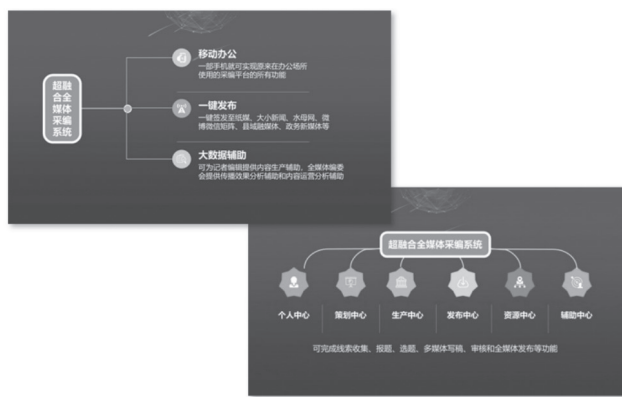 超融
合全
媒体
采编
系统
移动办公
一部手机就可实现原来在办公场所
使用的采编平台的所有功能
一键发布
一键签发至纸媒、大小新闻、水母网、微
博微信矩阵、县域融媒体、政务新媒体等
大数据辅助
可为记者编辑提供内容生产辅助、全媒体编委
会提供传播效果分析辅助和内容运营分析辅助
超融合全媒体采编系统
个人中心
策划中心
生产中心
发布中心
资源中心
辅助中心
可完成线索收集、报题、选题、多媒体写稿、审核和全媒体发布等功能